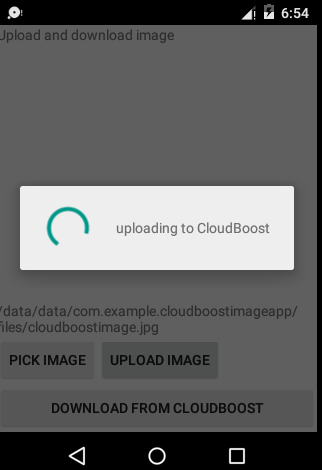 6:54
Upload and download image
uploading to CloudBoost
/data/data/com.example.cloudboostimageapp/
files/cloudboostimage.jpg
PICK IMAGE UPLOAD IMAGE
DOWNLOAD FROM CLOUDBOOST